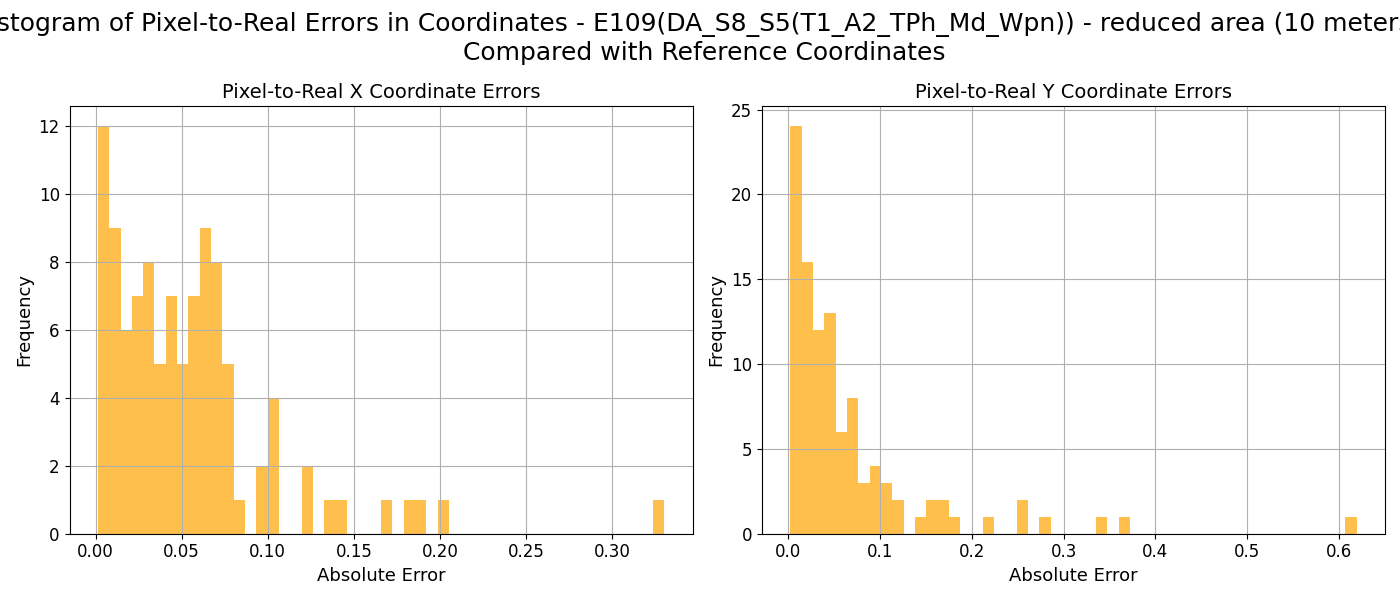 stogram of Pixel-to-Real Errors in Coordinates - E109(DA_S8_S5(T1_A2_TPh_Md_Wpn)) - reduced area (10 meter
Compared with Reference Coordinates
Pixel-to-Real X Coordinate Errors
12
10
8
6
4
2
0
Frequency
0.00 0.05 0.10 0.15 0.20 0.25 0.30
Absolute Error
Pixel-to-Real Y Coordinate Errors
25
20
15
10
5
0
Frequency
0.0 0.1 0.2 0.3 0.4 0.5 0.6
Absolute Error